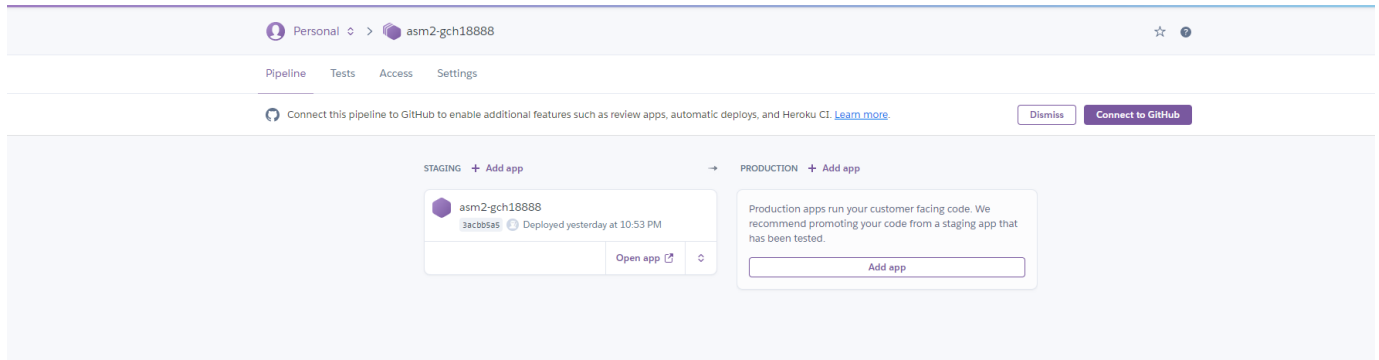 Personal > asm2-gch18888
Pipeline Tests Access Settings
Connect this pipeline to GitHub to enable additional features such as review apps, automatic deploys, and Heroku CI. Learn more.
Dismiss
Connect to GitHub
STAGING + Add app
asm2-gch18888
3acbb5a5 Deployed yesterday at 10:53 PM
Open app
PRODUCTION + Add app
Production apps run your customer facing code. We
recommend promoting your code from a staging app that
has been tested.
Add app